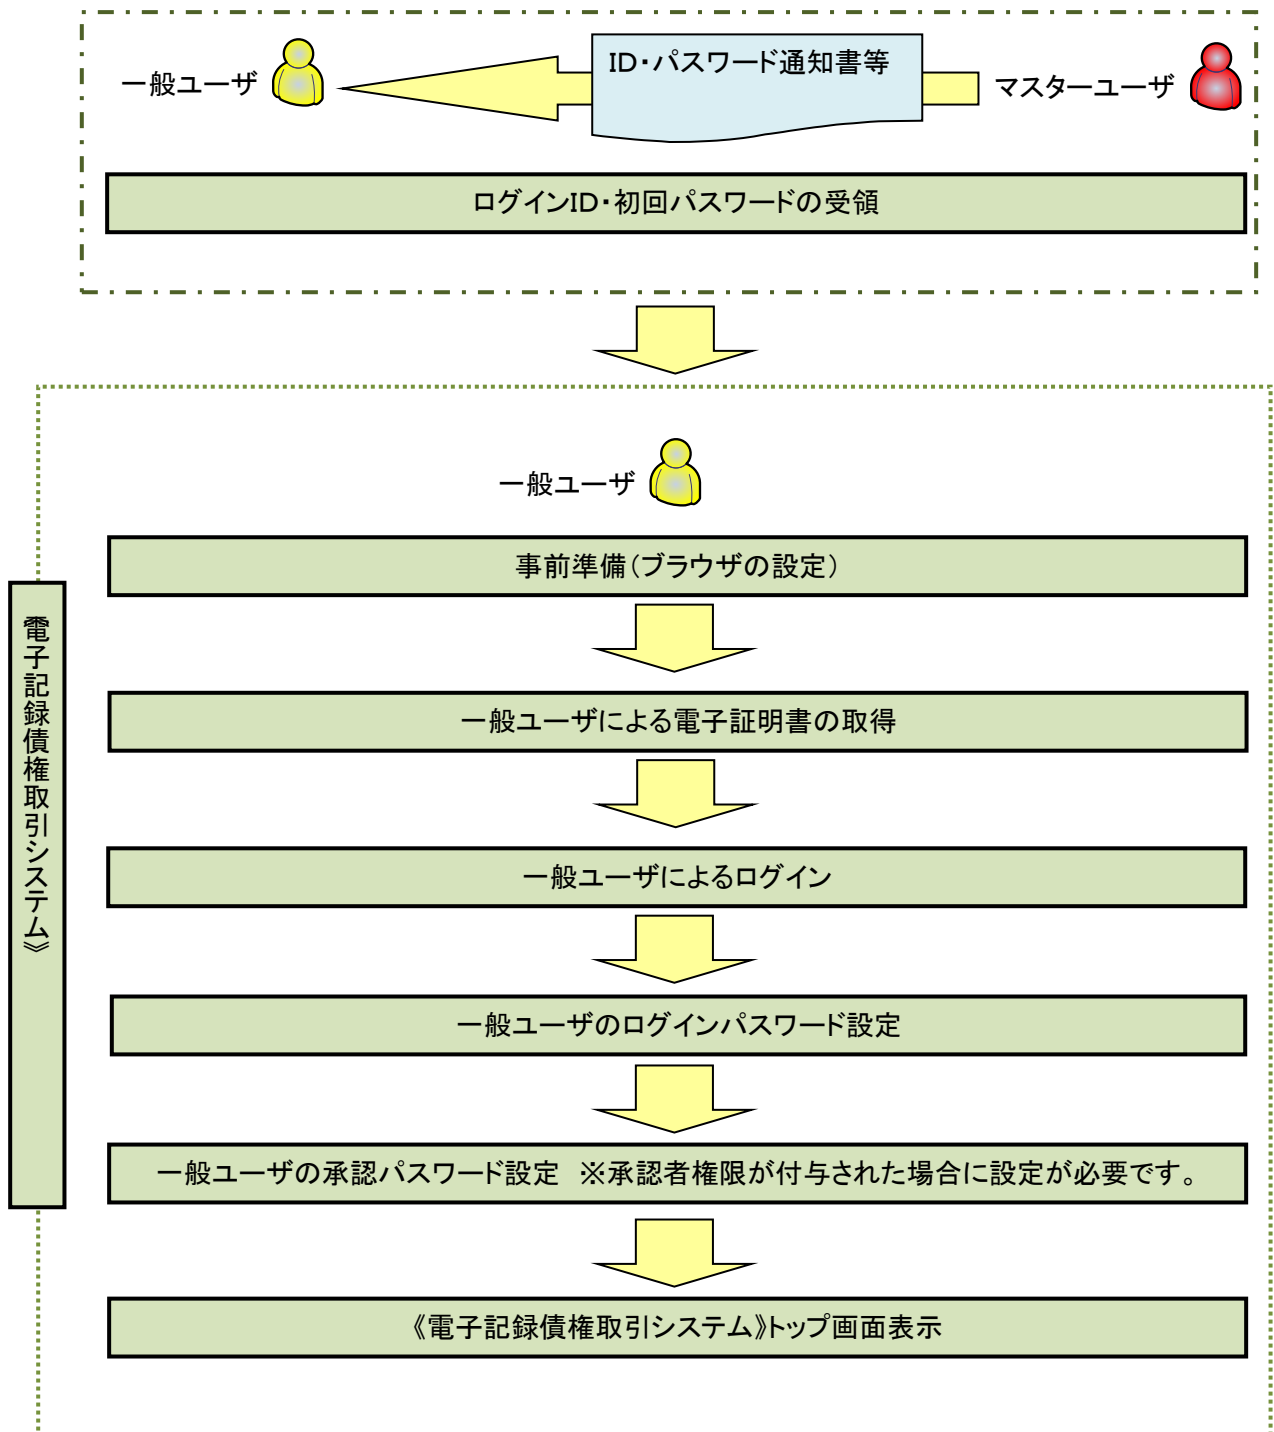 一般ユーザ
ID・パスワード通知書等
マスターユーザ
ログインID・初回パスワードの受領
一般ユーザ
事前準備（ブラウザの設定）
電子記録債権取引システム》
一般ユーザによる電子証明書の取得
一般ユーザによるログイン
一般ユーザのログインパスワード設定
一般ユーザの承認パスワード設定　※承認者権限が付与された場合に設定が必要です。
《電子記録債権取引システム》トップ画面表示